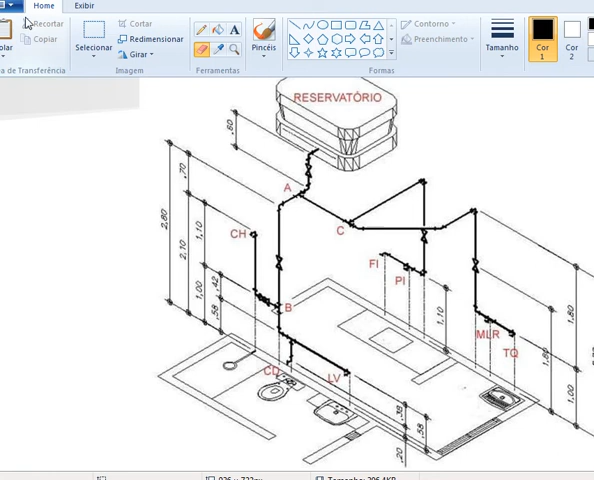 Home
Exibir
Recortar
Copiar
olar
a de Transferência
Selecionar
Cortar
Redimensionar
Girar
Imagem
A
Ferramentas
Pincéis
Formas
Contorno
Preenchimento
Tamanho
Cor
1
Cor
2
RESERVATÓRIO
,80
,70
2,80
2,10
1,10
1,00
,42
,58
A
C
CH
B
FI
PI
1,10
MLR
TQ
1,80
1,80
1,00
CD
LV
,38
,58
,20